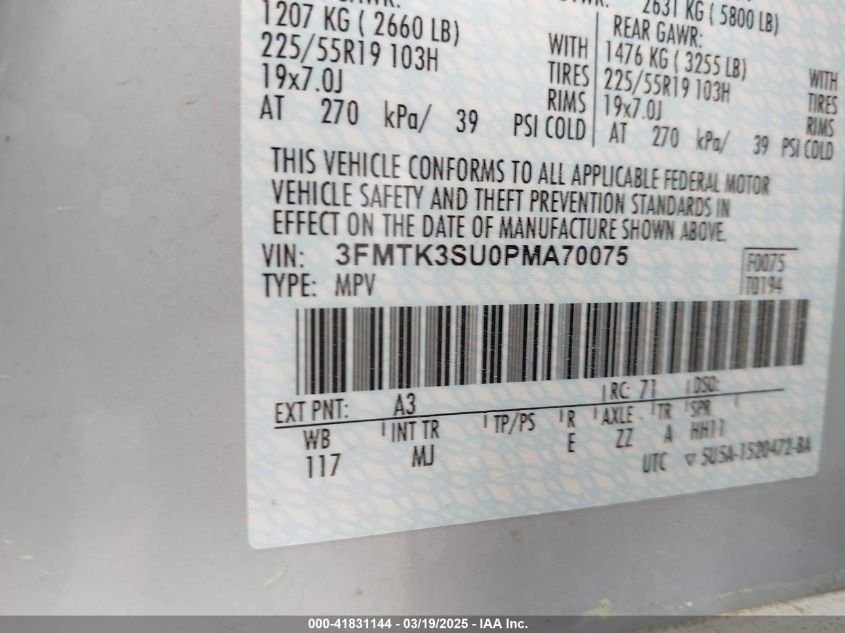 2631 KG ( 5800 LB)
1207 KG ( 2660 LB)
225/55R19 103H WITH
19x7.0J TIRES
RIMS
AT 270 kPa/ 39 PSI COLD
REAR GAWR:
1476 KG ( 3255 LB) WITH
225/55R19 103H TIRES
19x7.0J RIMS
AT 270 kPa/ 39 PSI COLD
THIS VEHICLE CONFORMS TO ALL APPLICABLE FEDERAL MOTOR
VEHICLE SAFETY AND THEFT PREVENTION STANDARDS IN
EFFECT ON THE DATE OF MANUFACTURE SHOWN ABOVE.
VIN: 3FMTK3SU0PMA70075
F0075
TYPE: MPV
T0194
EXT PNT: A3 RC: 71 DSO:
WB INT TR TP/PS R AXLE TR SPR
117 MJ E ZZ A HH11
UTC ▽ 5U5A-1520472-BA
000-41831144 - 03/19/2025 - IAA Inc.